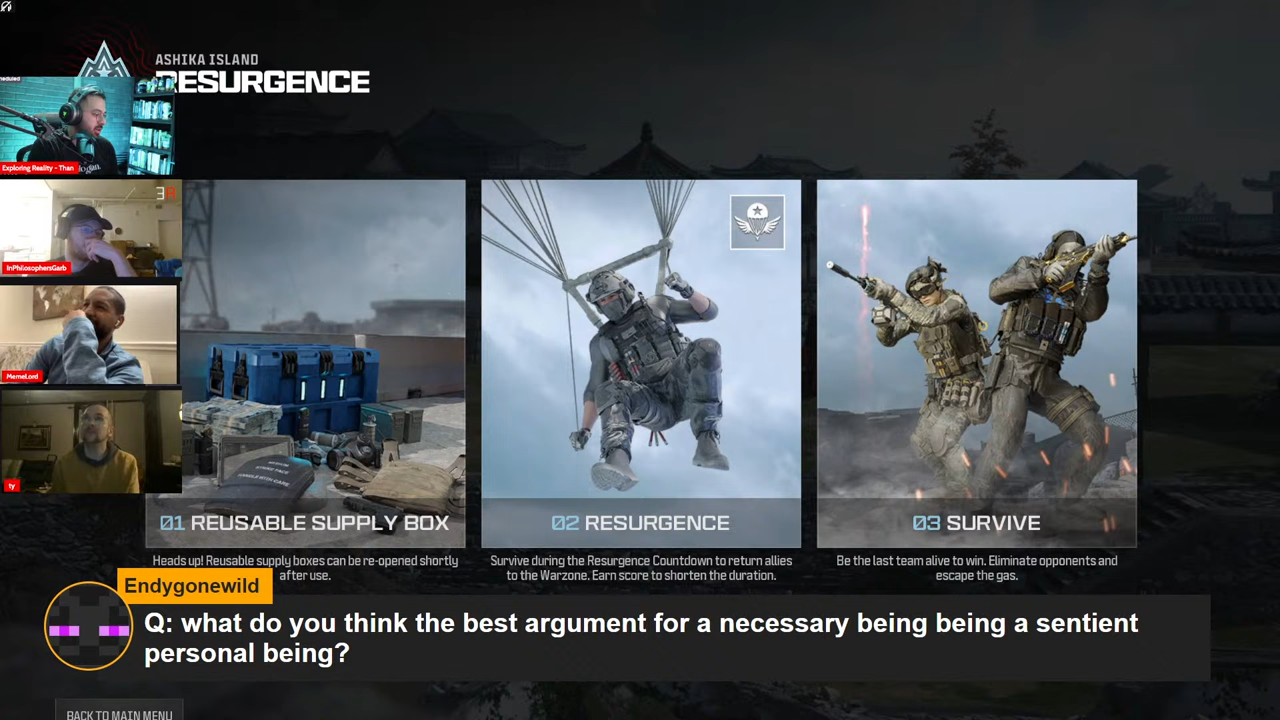 ASHIKA ISLAND
RESURGENCE
Exploring Reality - Than
InPhilosophersGarb
MemeLord
ty
01 REUSABLE SUPPLY BOX
Heads up! Reusable supply boxes can be re-opened shortly
after use.
02 RESURGENCE
Survive during the Resurgence Countdown to return allies
to the Warzone. Earn score to shorten the duration.
03 SURVIVE
Be the last team alive to win. Eliminate opponents and
escape the gas.
Endygonewild
Q: what do you think the best argument for a necessary being being a sentient
personal being?
BACK TO MAIN MENU